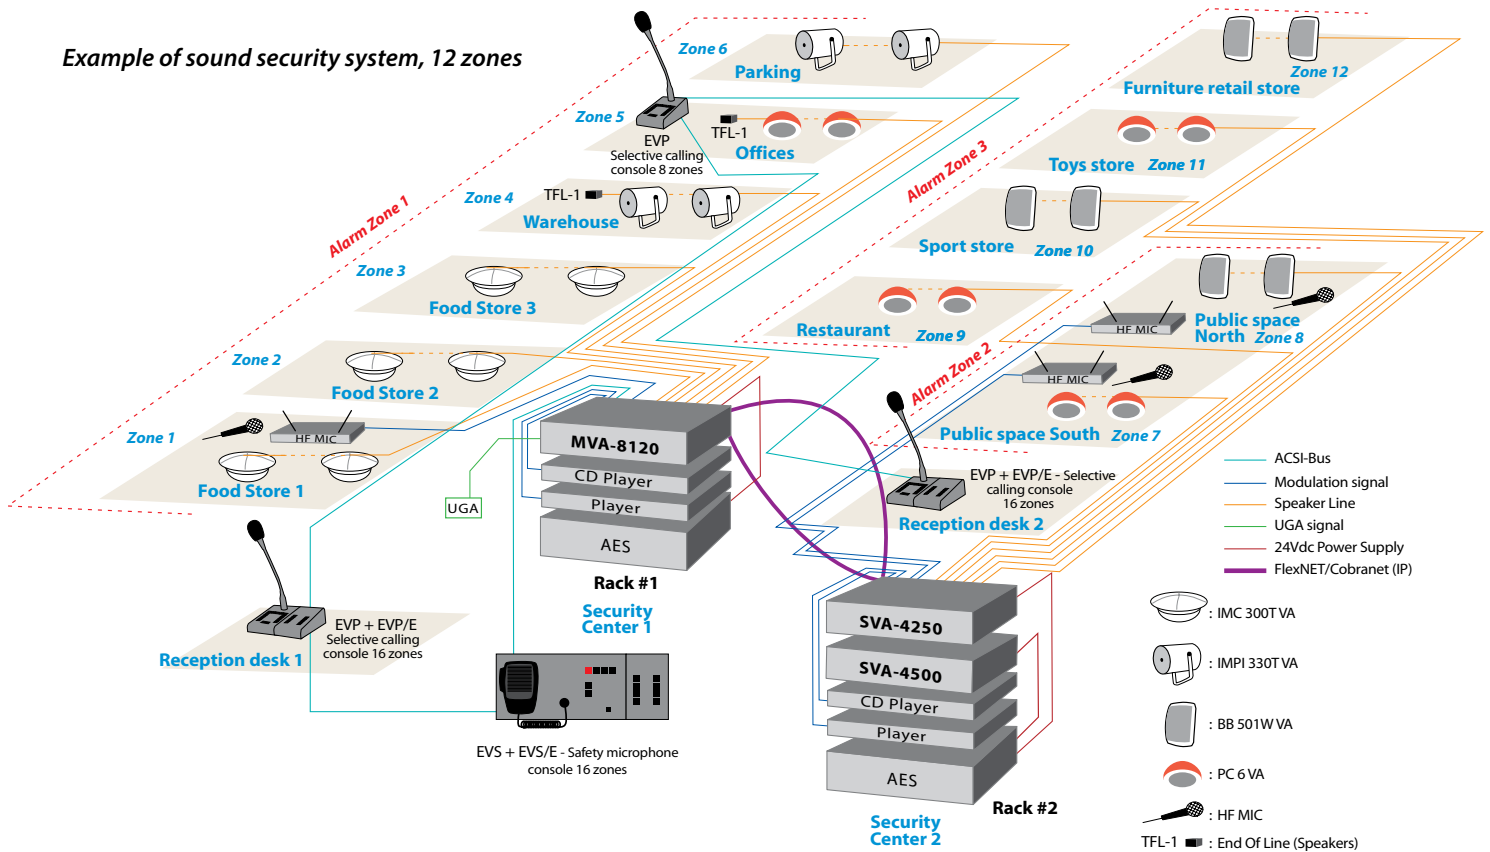 Example of sound security system, 12 zones
Zone 6
Parking
Zone 5
EVP
Selective calling
console 8 zones
TFL-1
Offices
Zone 4
TFL-1
Warehouse
Alarm Zone 1
Zone 3
Food Store 3
Zone 2
Food Store 2
Zone 1
HF MIC
Food Store 1
Zone 12
Furniture retail store
Toys store
Zone 11
Alarm Zone 3
Sport store
Zone 10
Restaurant
Zone 9
HF MIC
Public space
North
Zone 8
Alarm Zone 2
HF MIC
Public space South
Zone 7
EVP + EVP/E - Selective
calling console
16 zones
Reception desk 2
MVA-8120
CD Player
Player
AES
UGA
Rack #1
Security
Center 1
EVP + EVP/E
Selective calling
console 16 zones
Reception desk 1
EVS + EVS/E - Safety microphone
console 16 zones
SVA-4250
SVA-4500
CD Player
Player
AES
Rack #2
Security
Center 2
ACSI-Bus
Modulation signal
Speaker Line
UGA signal
24Vdc Power Supply
FlexNET/Cobranet (IP)
: IMC 300T VA
: IMPI 330T VA
: BB 501W VA
: PC 6 VA
: HF MIC
TFL-1 : End Of Line (Speakers)